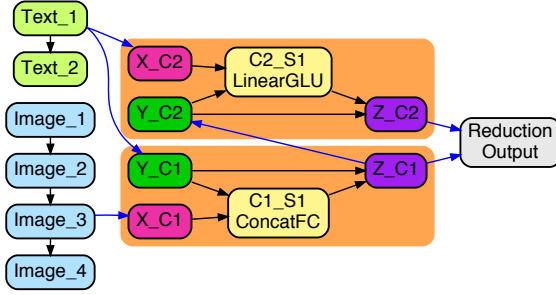 Text_1
Text_2
Image_1
Image_2
Image_3
Image_4
X_C2
C2_S1
LinearGLU
Y_C2
Z_C2
Y_C1
Z_C1
X_C1
C1_S1
ConcatFC
Reduction
Output